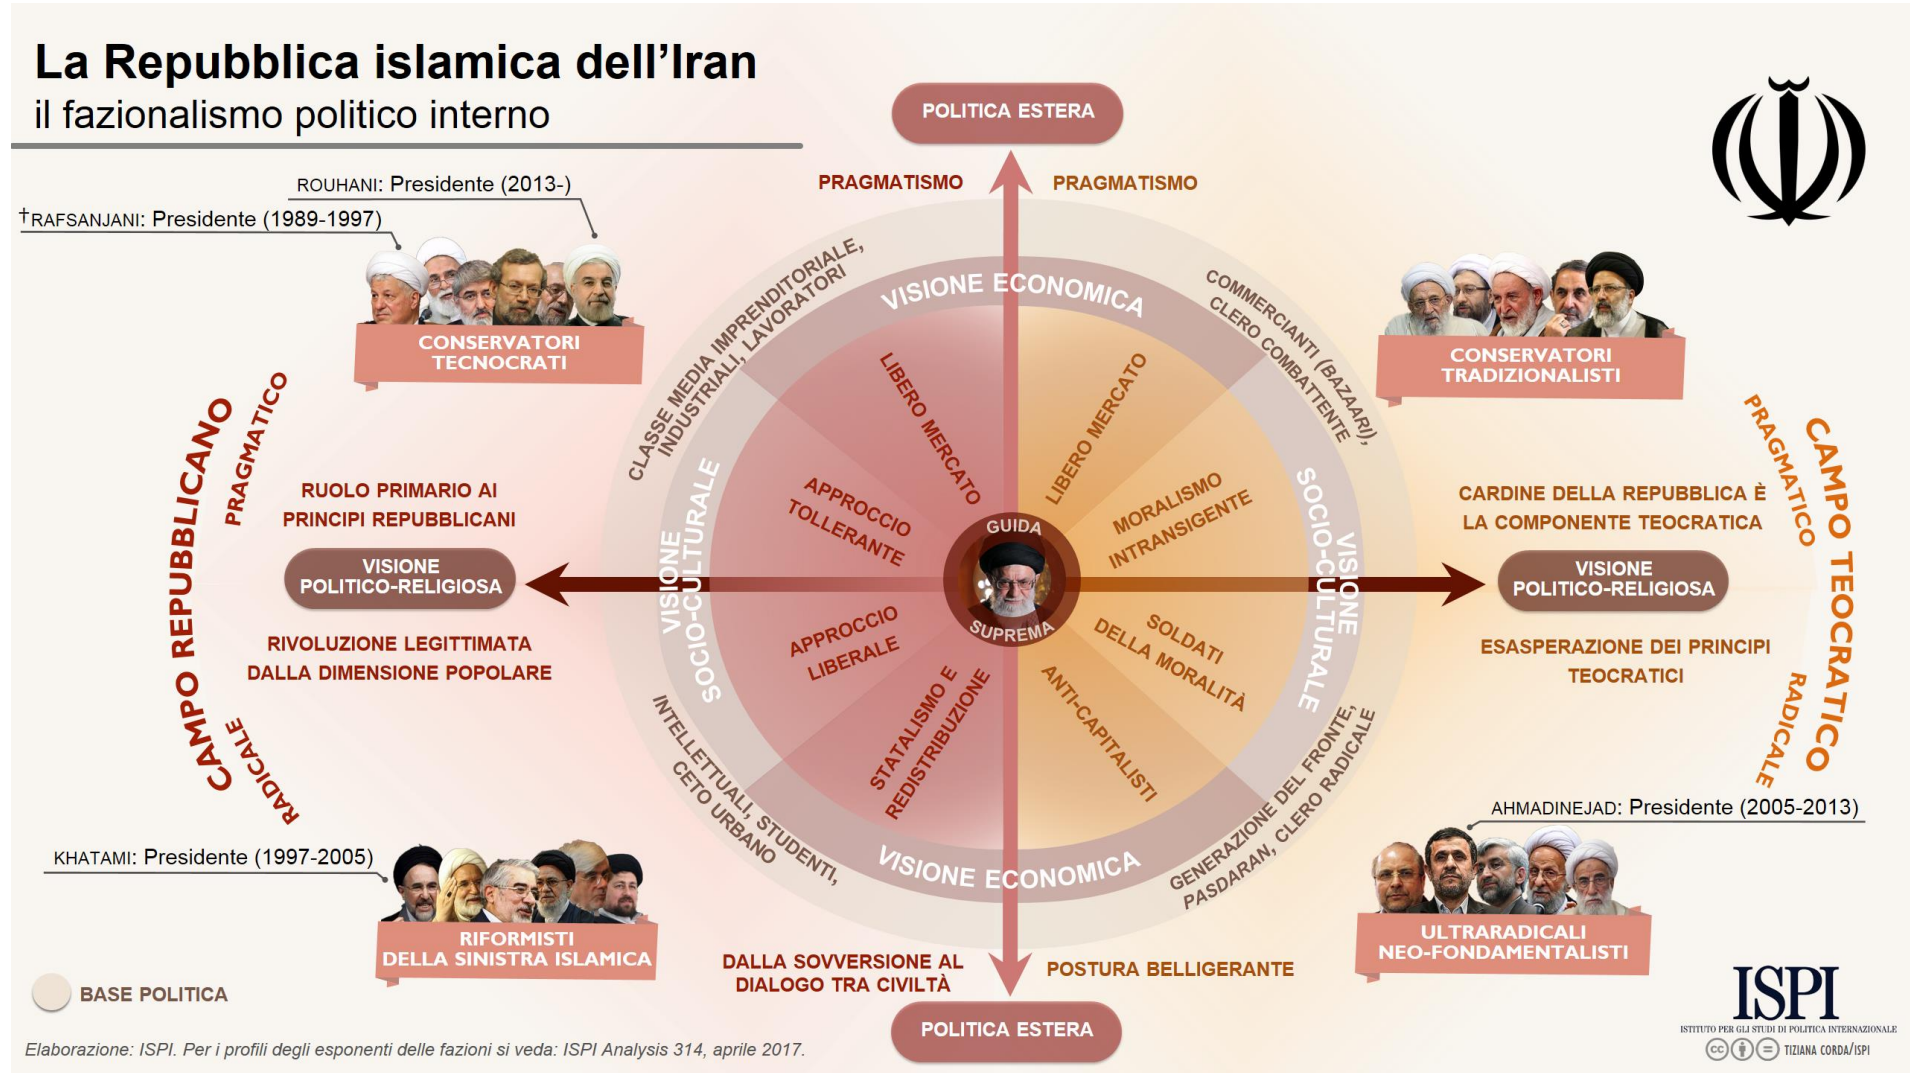 La Repubblica islamica dell'Iran
il fazionalismo politico interno
POLITICA ESTERA
PRAGMATISMO
PRAGMATISMO
ROUHANI: Presidente (2013-)
†RAFSANJANI: Presidente (1989-1997)
CONSERVATORI
TECNOCRATI
CONSERVATORI
TRADIZIONALISTI
CLASSE MEDIA IMPRENDITORIALE,
INDUSTRIALI, LAVORATORI
COMMERCIANTI (BAZAARI),
CLERO COMBATTENTE
VISIONE ECONOMICA
LIBERO MERCATO
LIBERO MERCATO
CAMPO REPUBBLICANO
PRAGMATICO
RADICALE
CAMPO TEOCRATICO
PRAGMATICO
RADICALE
RUOLO PRIMARIO AI
PRINCIPI REPUBBLICANI
VISIONE
POLITICO-RELIGIOSA
RIVOLUZIONE LEGITTIMATA
DALLA DIMENSIONE POPOLARE
VISIONE
SOCIO-CULTURALE
APPROCCIO
TOLLERANTE
MORALISMO
INTRANSIGENTE
GUIDA
SUPREMA
APPROCCIO
LIBERALE
SOLDATI
DELLA MORALITÀ
VISIONE
SOCIO-CULTURALE
CARDINE DELLA REPUBBLICA È
LA COMPONENTE TEOCRATICA
VISIONE
POLITICO-RELIGIOSA
ESASPERAZIONE DEI PRINCIPI
TEOCRATICI
STATALISMO E
REDISTRIBUZIONE
ANTI-CAPITALISTI
VISIONE ECONOMICA
INTELLETTUALI, STUDENTI,
CETO URBANO
GENERAZIONE DEL FRONTE,
PASDARAN, CLERO RADICALE
KHATAMI: Presidente (1997-2005)
RIFORMISTI
DELLA SINISTRA ISLAMICA
AHMADINEJAD: Presidente (2005-2013)
ULTRARADICALI
NEO-FONDAMENTALISTI
DALLA SOVVERSIONE AL
DIALOGO TRA CIVILTÀ
POSTURA BELLIGERANTE
POLITICA ESTERA
BASE POLITICA
Elaborazione: ISPI. Per i profili degli esponenti delle fazioni si veda: ISPI Analysis 314, aprile 2017.
ISPI
ISTITUTO PER GLI STUDI DI POLITICA INTERNAZIONALE
cc
TIZIANA CORDA/ISPI